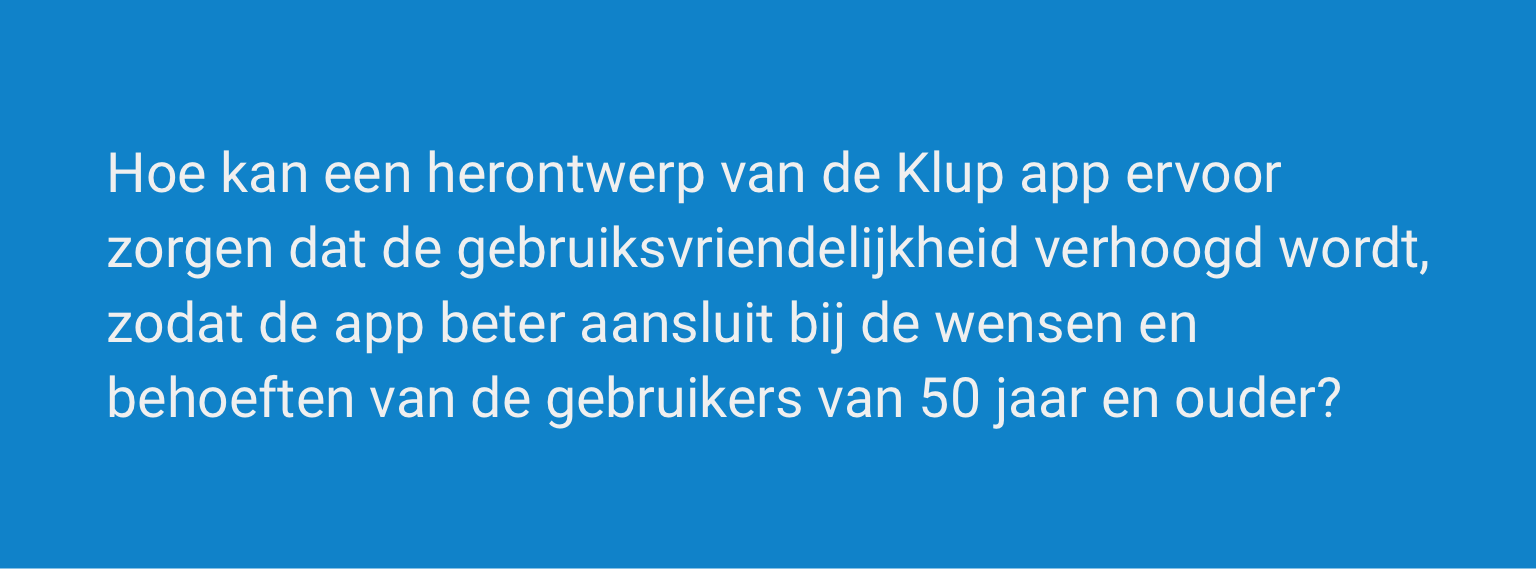 Hoe kan een herontwerp van de Klup app ervoor
zorgen dat de gebruiksvriendelijkheid verhoogd wordt,
zodat de app beter aansluit bij de wensen en
behoeften van de gebruikers van 50 jaar en ouder?